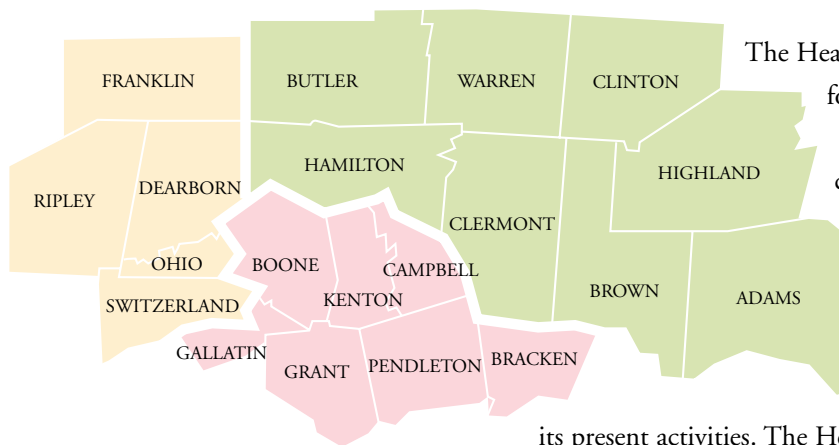 The Hea
FRANKLIN
BUTLER
WARREN
CLINTON
fo
RIPLEY
DEARBORN
HAMILTON
HIGHLAND
CLERMONT
OHIO
BOONE
CAMPBELL
SWITZERLAND
KENTON
BROWN
ADAMS
GALLATIN
GRANT
PENDLETON
BRACKEN
its present activities. The He